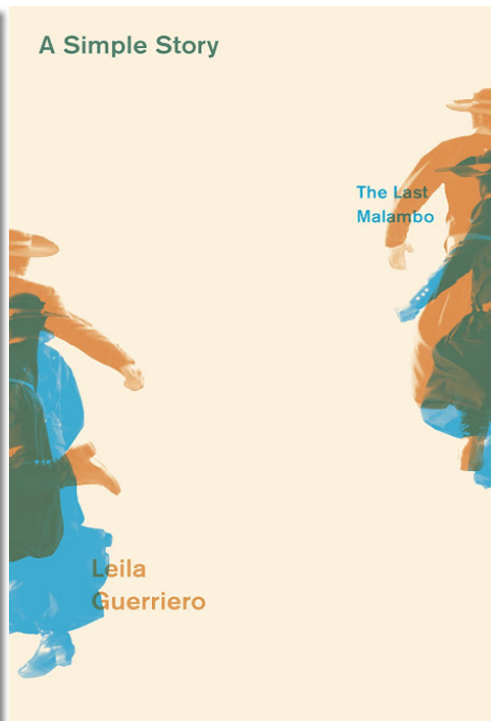 A Simple Story
The Last
Malambo
Leila
Guerriero